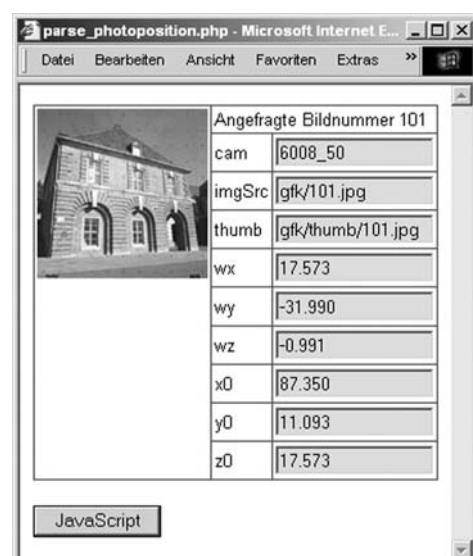 parse_photoposition.php - Microsoft Internet E...
Datei Bearbeiten Ansicht Favoriten Extras »
Angefragte Bildnummer 101
cam 6008_50
imgSrc gfk/101.jpg
thumb gfk/thumb/101.jpg
wx 17.573
wy -31.990
wz -0.991
x0 87.350
y0 11.093
z0 17.573
JavaScript